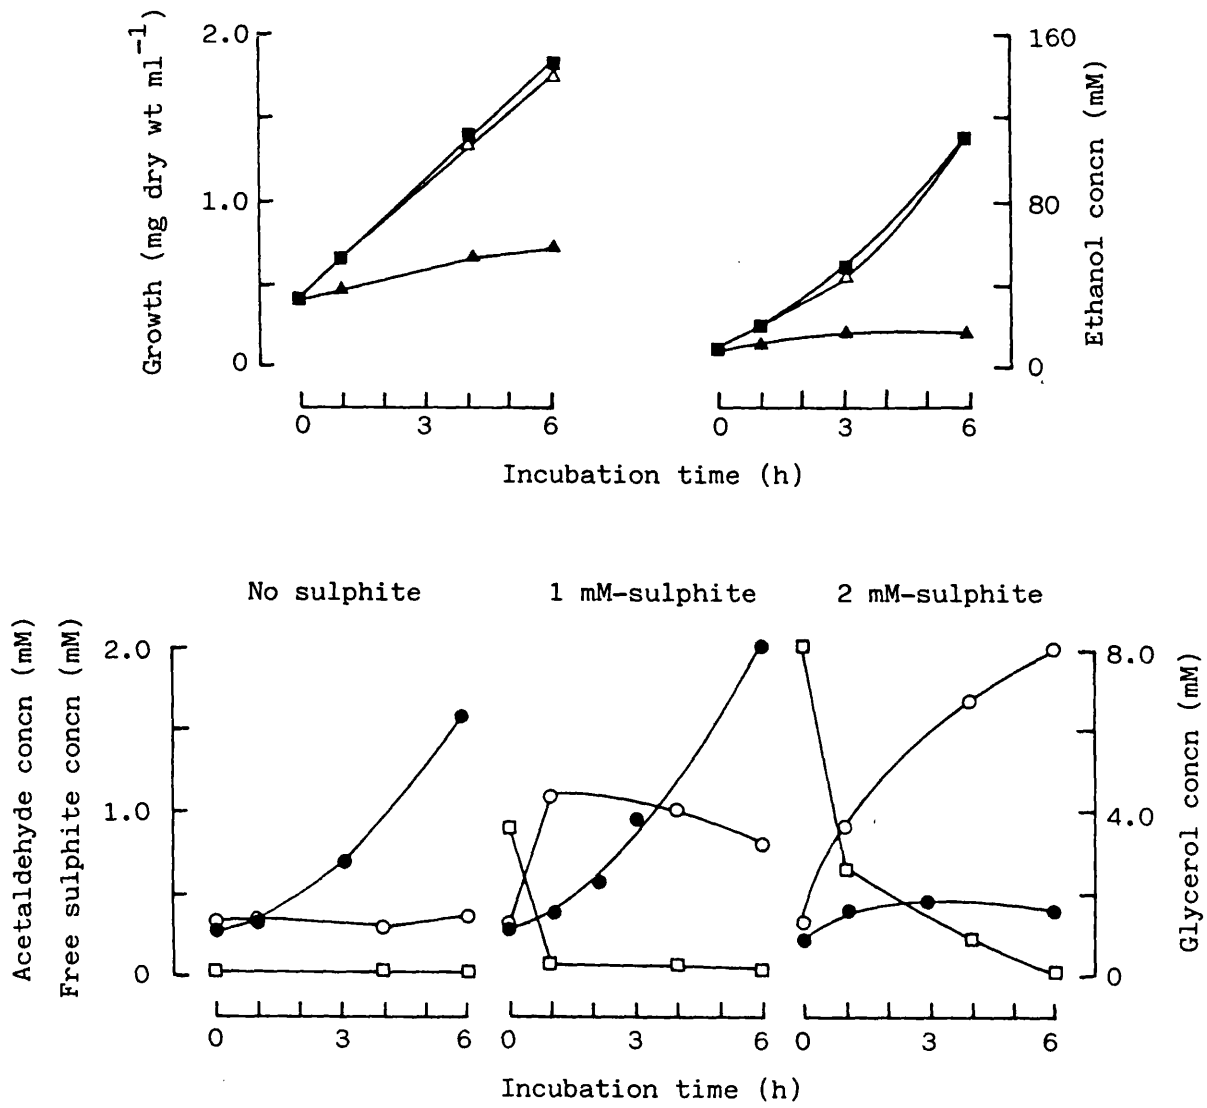 2.0
1.0
0
Growth (mg dry wt ml⁻¹)
160
80
0
Ethanol concn (mM)
0 3 6
0 3 6
Incubation time (h)
No sulphite
1 mM-sulphite
2 mM-sulphite
Acetaldehyde concn (mM)
Free sulphite concn (mM)
2.0
1.0
0
8.0
4.0
0
Glycerol concn (mM)
0 3 6
0 3 6
0 3 6
Incubation time (h)